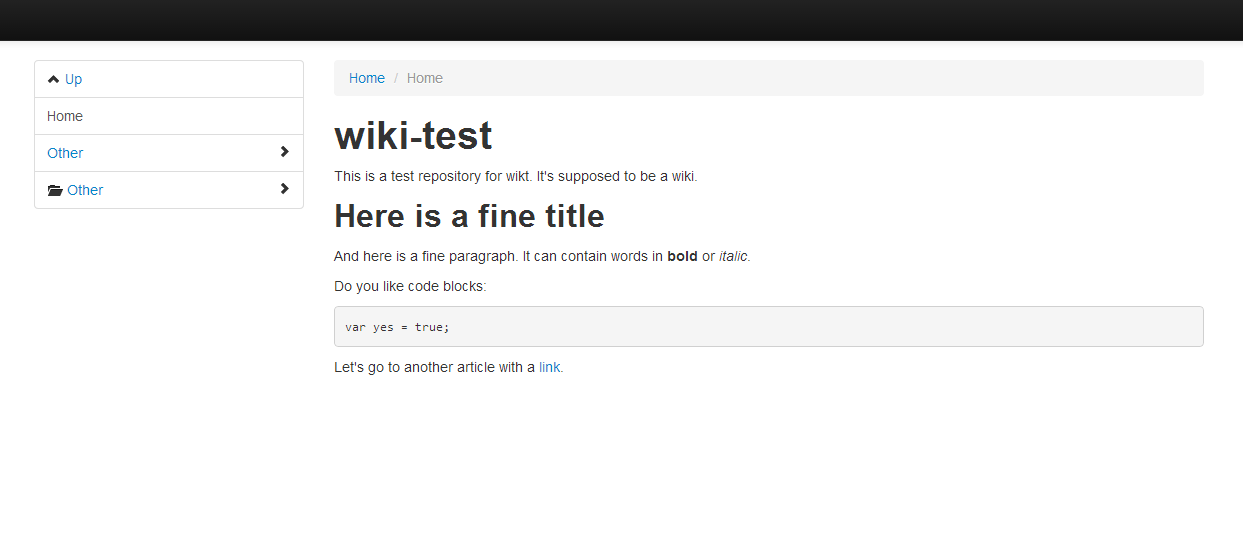 Up
Home
Other
Other
Home / Home
wiki-test
This is a test repository for wikt. It's supposed to be a wiki.
Here is a fine title
And here is a fine paragraph. It can contain words in bold or italic.
Do you like code blocks:
var yes = true;
Let's go to another article with a link.